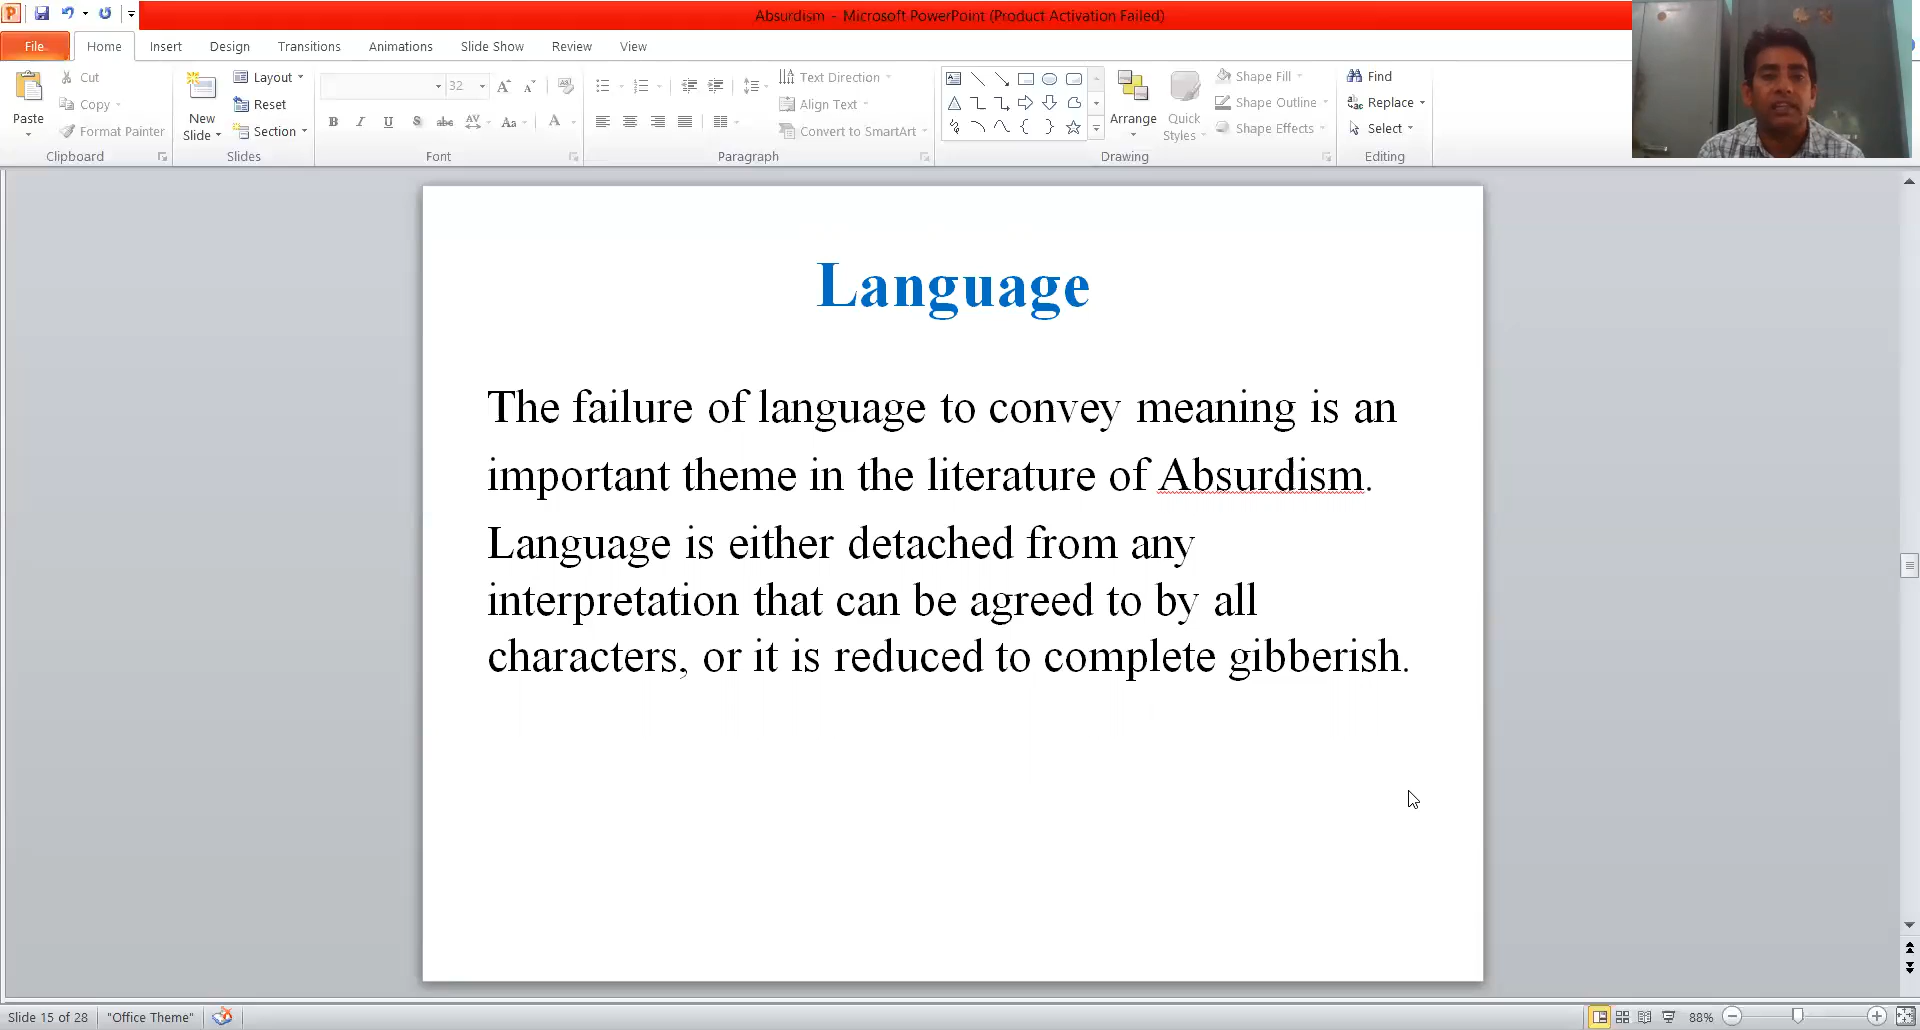 Absurdism - Microsoft PowerPoint (Product Activation Failed)
File Home Insert Design Transitions Animations Slide Show Review View
Paste
Cut
Copy
Format Painter
Clipboard
New Slide
Layout
Reset
Section
Slides
32
B I U S abc AV Aa A
Font
Text Direction
Align Text
Convert to SmartArt
Paragraph
Arrange
Quick Styles
Shape Fill
Shape Outline
Shape Effects
Drawing
Find
Replace
Select
Editing
Language
The failure of language to convey meaning is an
important theme in the literature of Absurdism.
Language is either detached from any
interpretation that can be agreed to by all
characters, or it is reduced to complete gibberish.
Slide 15 of 28 "Office Theme" 88%